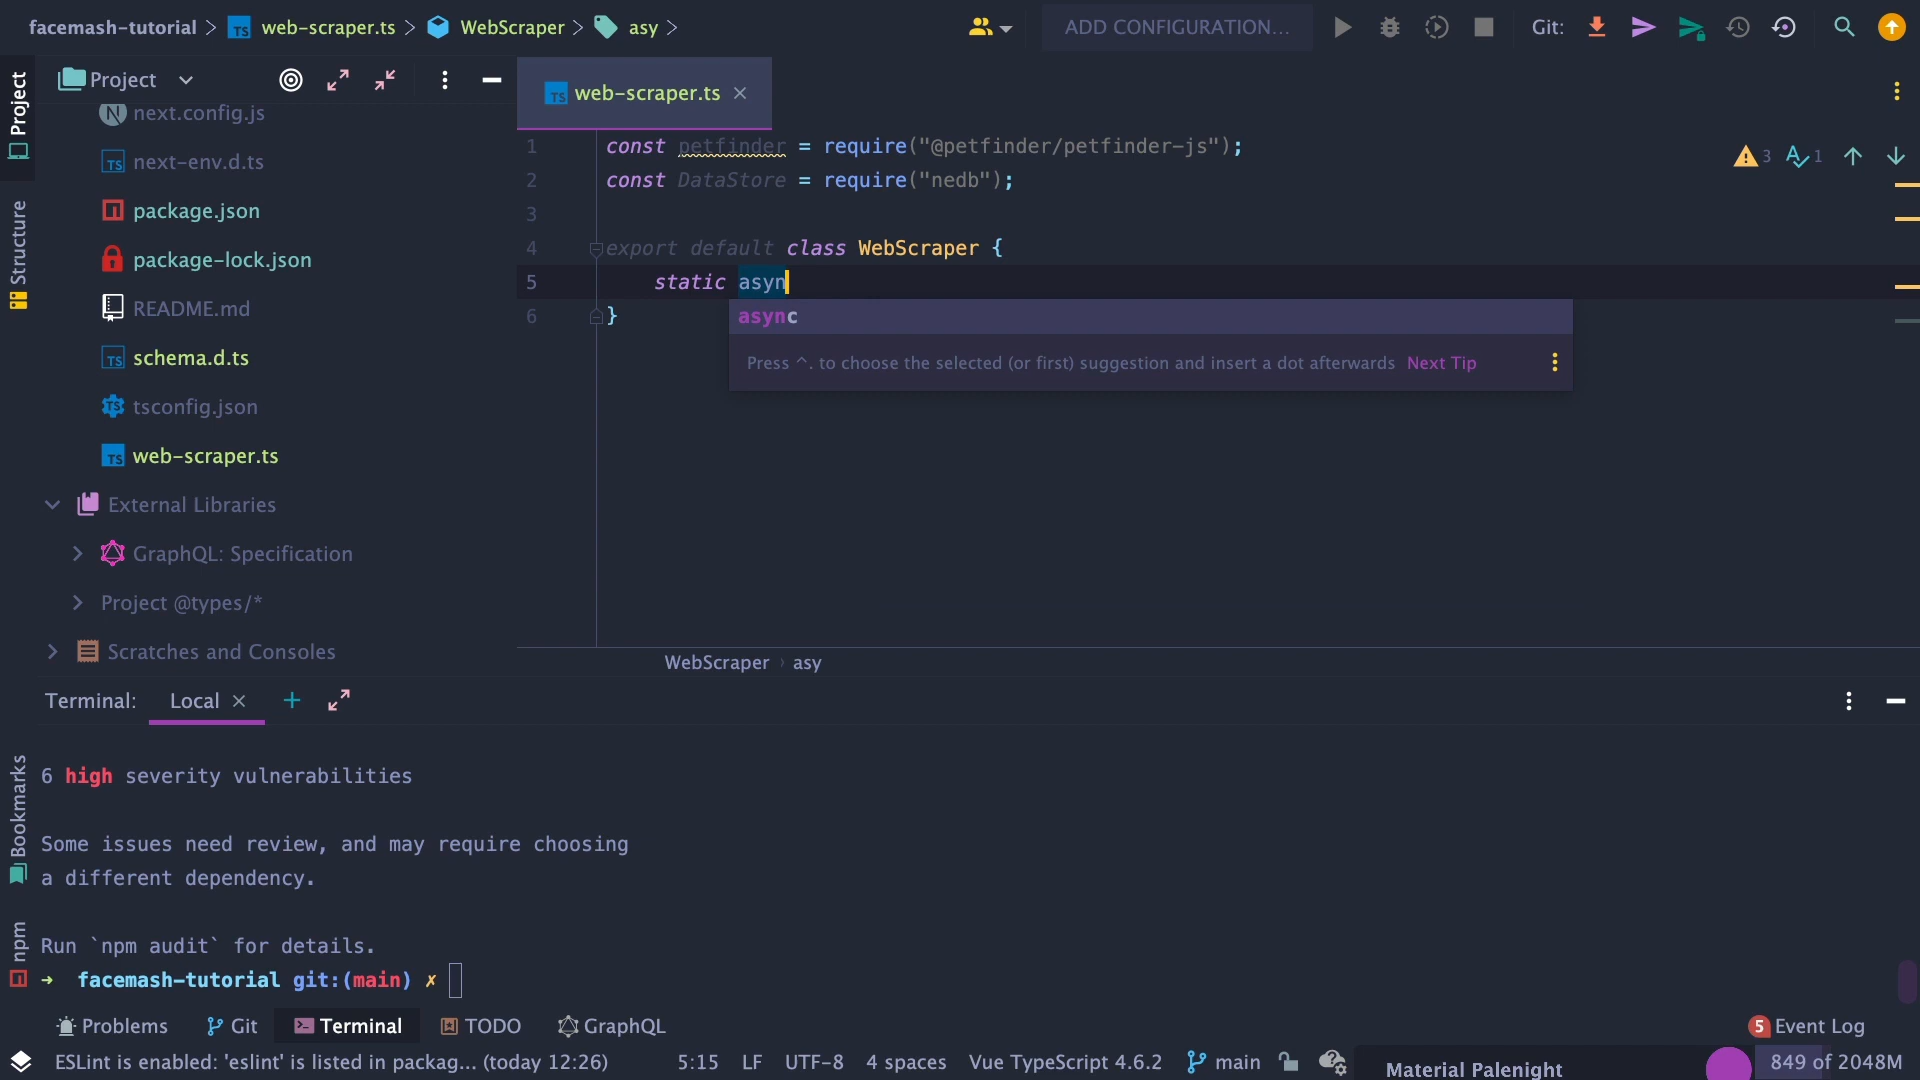 facemash-tutorial > TS web-scraper.ts > WebScraper > asy >
ADD CONFIGURATION...
Git:
Project
web-scraper.ts
next.config.js
next-env.d.ts
package.json
package-lock.json
README.md
schema.d.ts
tsconfig.json
web-scraper.ts
External Libraries
GraphQL: Specification
Project @types/*
Scratches and Consoles
Project
Structure
Bookmarks
npm
1 const petfinder = require("@petfinder/petfinder-js");
2 const DataStore = require("nedb");
3
4 export default class WebScraper {
5 static asyn
6 }
3 1
async
Press ^. to choose the selected (or first) suggestion and insert a dot afterwards Next Tip
WebScraper › asy
Terminal: Local
6 high severity vulnerabilities
Some issues need review, and may require choosing
a different dependency.
Run `npm audit` for details.
➜ facemash-tutorial git:(main) ✗
Problems Git Terminal TODO GraphQL
5 Event Log
ESLint is enabled: 'eslint' is listed in packag... (today 12:26)
5:15 LF UTF-8 4 spaces Vue TypeScript 4.6.2 main
Material Palenight
849 of 2048M